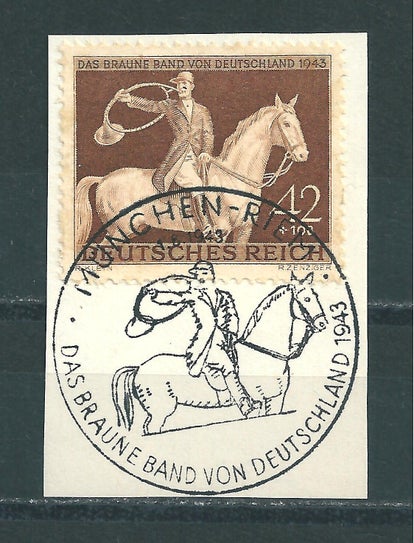 DAS BRAUNE BAND VON DEUTSCHLAND 1943
42
+108
DEUTSCHES REICH
R.KLEIN
R.ZENZIGER
MÜNCHEN-RIEM
DAS BRAUNE BAND VON DEUTSCHLAND 1943